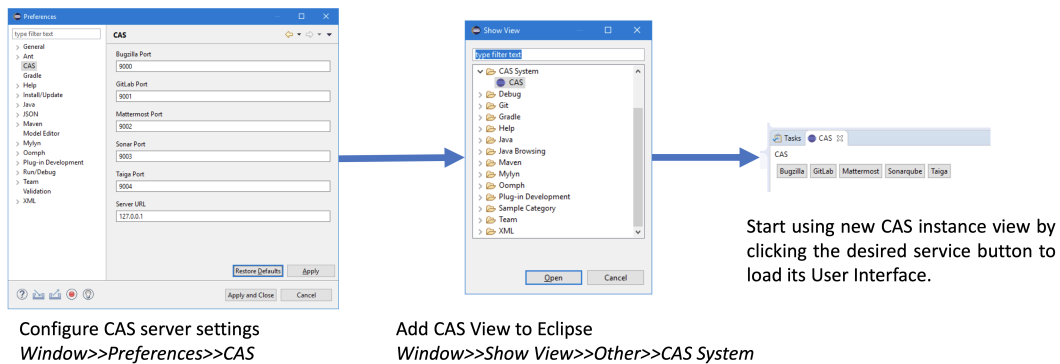 Preferences
type filter text
General
Ant
CAS
Gradle
Help
Install/Update
Java
JSON
Maven
Model Editor
Mylyn
Oomph
Plug-in Development
Run/Debug
Team
Validation
XML
CAS
Bugzilla Port
9000
GitLab Port
9001
Mattermost Port
9002
Sonar Port
9003
Taiga Port
9004
Server URL
127.0.0.1
Restore Defaults Apply
Apply and Close Cancel
Configure CAS server settings
Window>>Preferences>>CAS
Show View
type filter text
CAS System
CAS
Debug
Git
Gradle
Help
Java
Java Browsing
Maven
Mylyn
Oomph
Plug-in Development
Sample Category
Team
XML
Open Cancel
Add CAS View to Eclipse
Window>>Show View>>Other>>CAS System
Tasks CAS
CAS
Bugzilla GitLab Mattermost Sonarqube Taiga
Start using new CAS instance view by
clicking the desired service button to
load its User Interface.